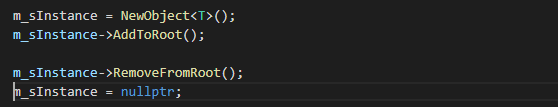 m_sInstance = NewObject<T>();
m_sInstance->AddToRoot();
m_sInstance->RemoveFromRoot();
m_sInstance = nullptr;